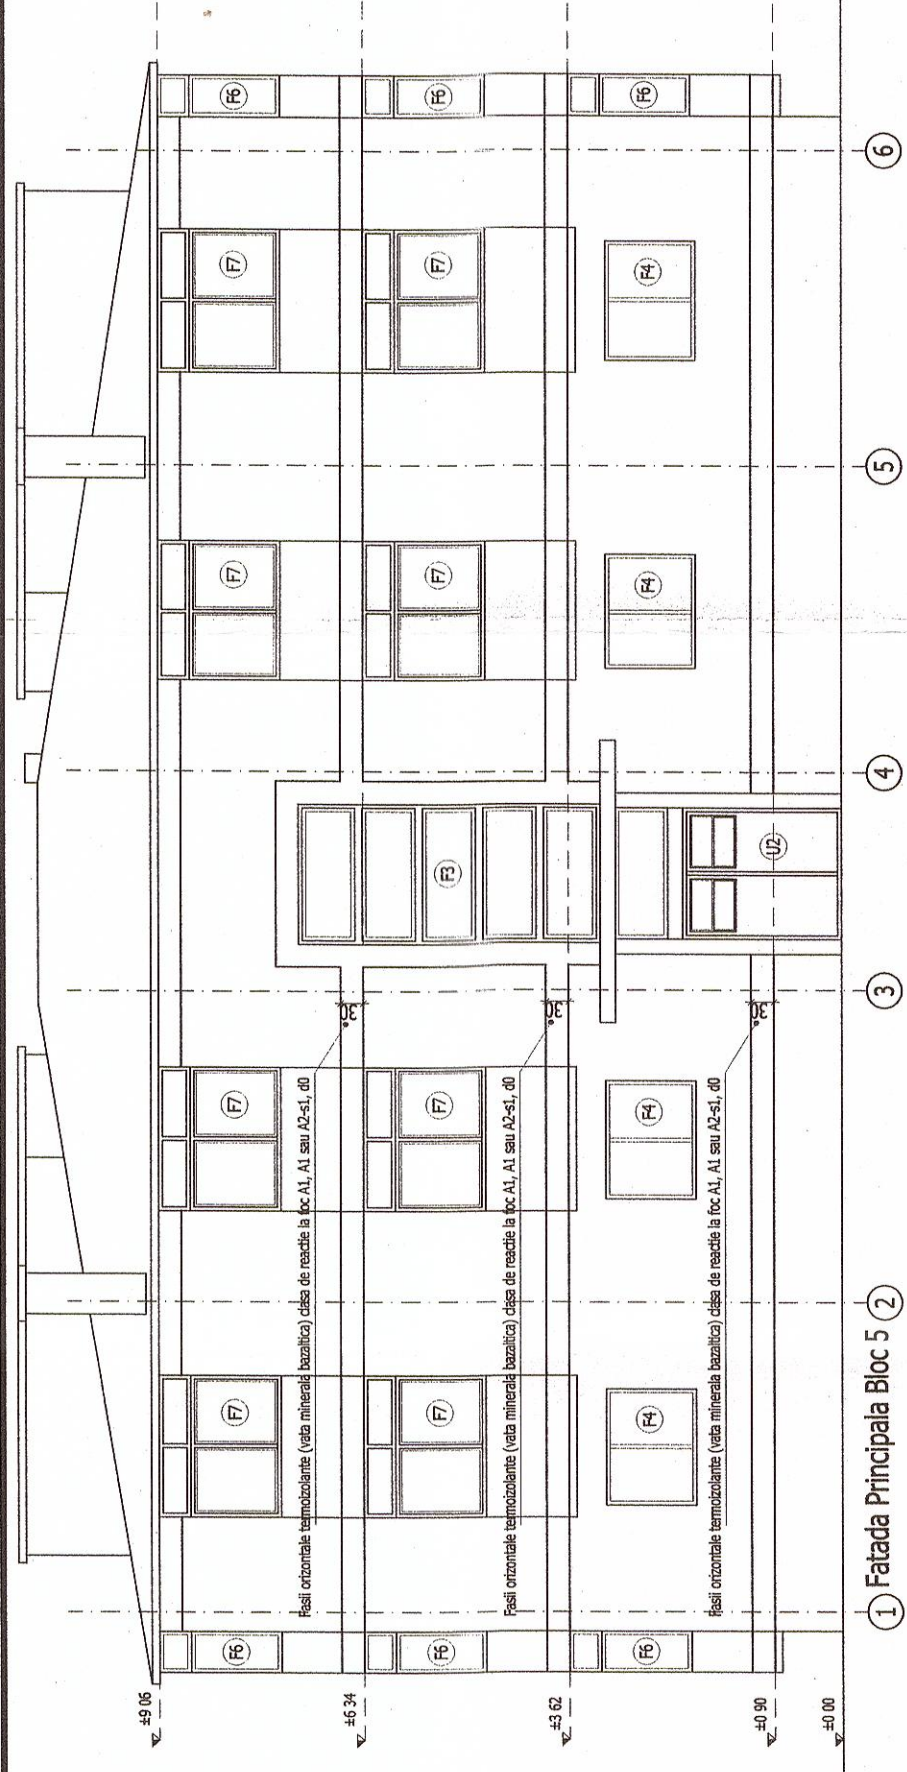 ±9 06
±6 34
±3 62
±0 90
±0 00
F6
F7
F7
F7
F7
F6
Fasii orizontale termoizolante (vata minerala bazaltica) clasa de reactie la foc A1, A1 sau A2-s1, d0
30
F6
F7
F7
F3
F7
F7
F6
Fasii orizontale termoizolante (vata minerala bazaltica) clasa de reactie la foc A1, A1 sau A2-s1, d0
30
F6
F4
F4
F4
F4
F6
Fasii orizontale termoizolante (vata minerala bazaltica) clasa de reactie la foc A1, A1 sau A2-s1, d0
30
U2
1
2
3
4
5
6
Fatada Principala Bloc 5